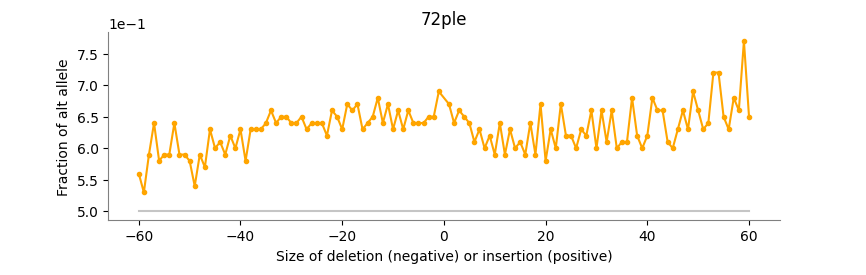 72ple
1e−1
7.5
7.0
6.5
6.0
5.5
5.0
Fraction of alt allele
−60 −40 −20 0 20 40 60
Size of deletion (negative) or insertion (positive)